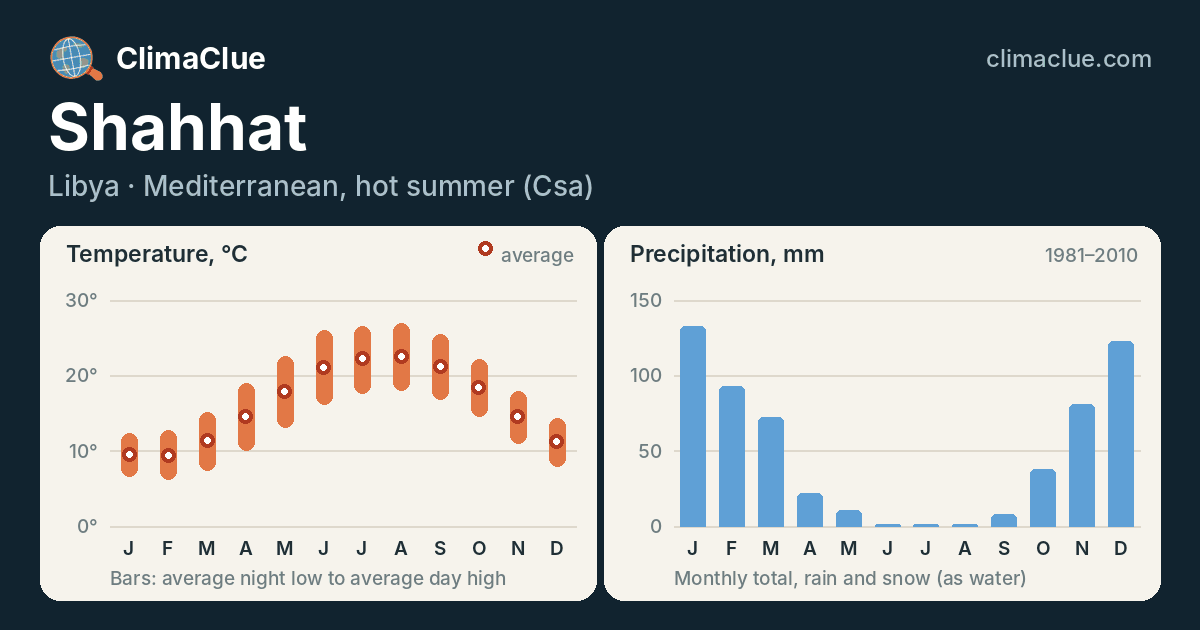 ClimaClue
climaclue.com
Shahhat
Libya · Mediterranean, hot summer (Csa)
Temperature, °C
average
30°
20°
10°
0°
J F M A M J J A S O N D
Bars: average night low to average day high
Precipitation, mm
1981–2010
150
100
50
0
J F M A M J J A S O N D
Monthly total, rain and snow (as water)